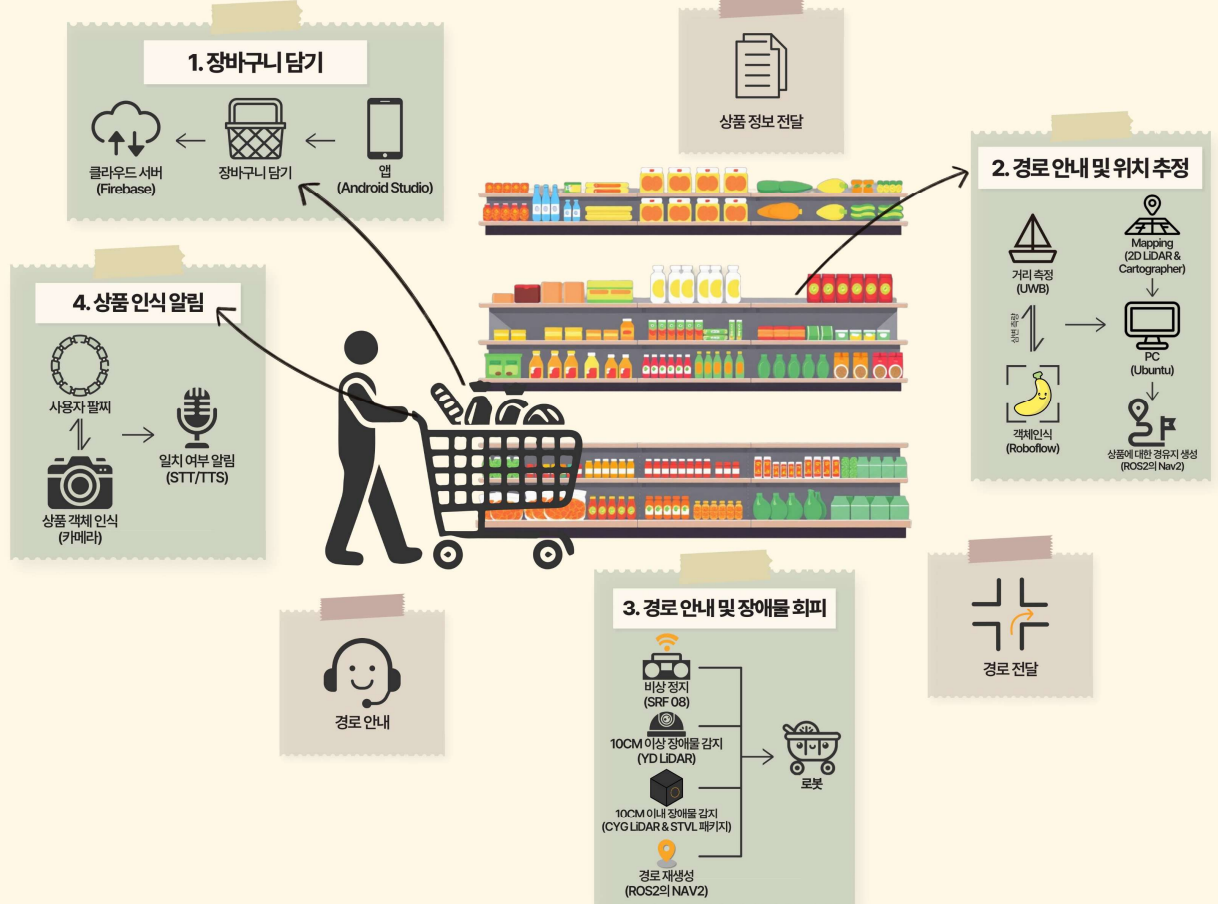 1. 장바구니 담기
클라우드 서버
(Firebase)
장바구니 담기
앱
(Android Studio)
상품 정보 전달
2. 경로 안내 및 위치 추정
거리 측정
(UWB)
삼변 측량
객체인식
(Roboflow)
Mapping
(2D LiDAR &
Cartographer)
PC
(Ubuntu)
상품에 대한 경유지 생성
(ROS2의 Nav2)
4. 상품 인식 알림
사용자 팔찌
상품 객체 인식
(카메라)
일치 여부 알림
(STT/TTS)
경로 안내
3. 경로 안내 및 장애물 회피
비상 정지
(SRF 08)
10CM 이상 장애물 감지
(YD LiDAR)
10CM 이내 장애물 감지
(CYG LiDAR & STVL 패키지)
경로 재생성
(ROS2의 NAV2)
로봇
경로 전달